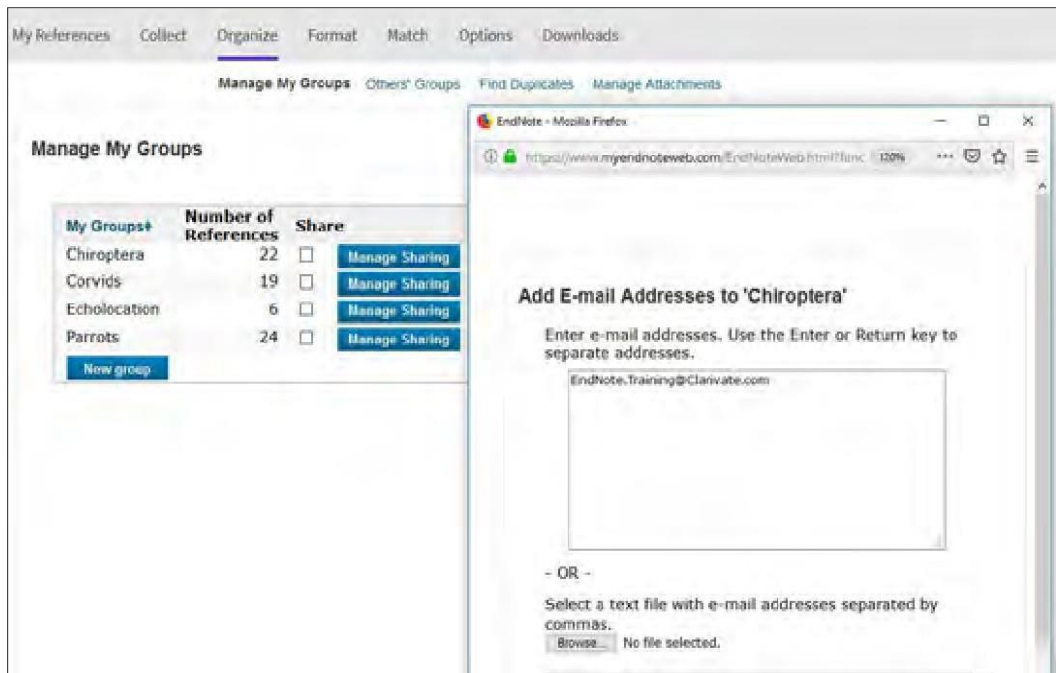 My References Collect Organize Format Match Options Downloads
Manage My Groups Others' Groups Find Duplicates Manage Attachments
Manage My Groups
My Groups
Number of
References
Share
Chiroptera 22 Manage Sharing
Corvids 19 Manage Sharing
Echolocation 6 Manage Sharing
Parrots 24 Manage Sharing
New group
EndNote - Mozilla Firefox
https://www.myendnoteweb.com/EndNoteWeb.html?func 120%
Add E-mail Addresses to 'Chiroptera'
Enter e-mail addresses. Use the Enter or Return key to
separate addresses.
EndNote.Training@Clarivate.com
- OR -
Select a text file with e-mail addresses separated by
commas.
Browse... No file selected.